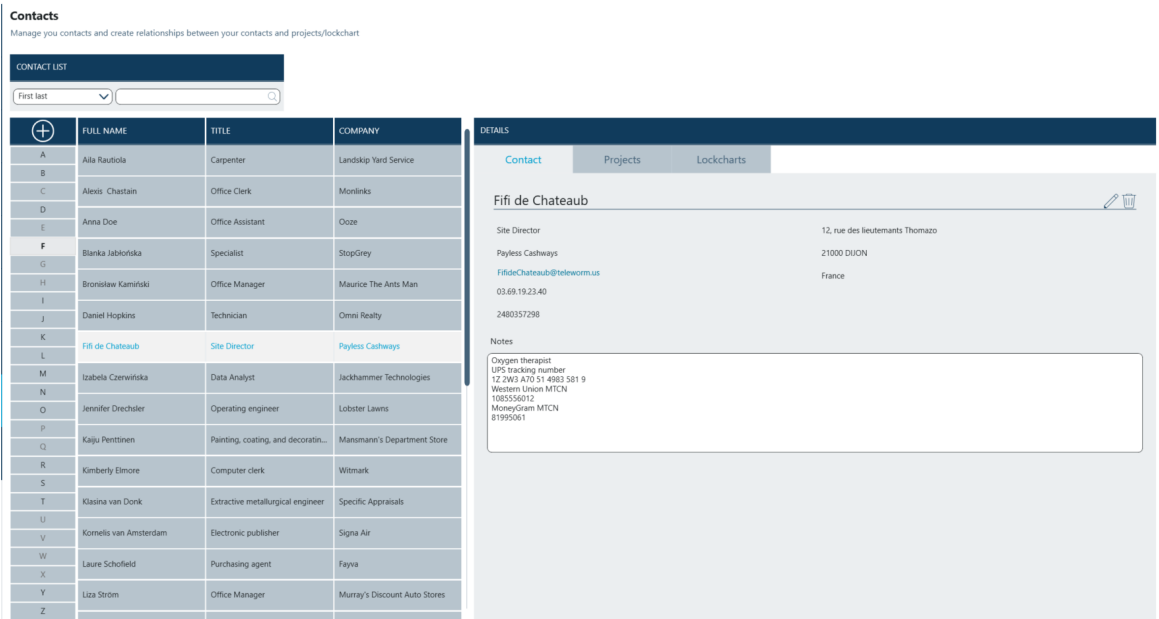 Contacts
Manage you contacts and create relationships between your contacts and projects/lockchart
CONTACT LIST
First last
FULL NAME TITLE COMPANY
A
B
C
D
E
F
G
H
I
J
K
L
M
N
O
P
Q
R
S
T
U
V
W
X
Y
Z
Aila Rautiola Carpenter Landskip Yard Service
Alexis Chastain Office Clerk Monlinks
Anna Doe Office Assistant Ooze
Blanka Jabłońska Specialist StopGrey
Bronisław Kamiński Office Manager Maurice The Ants Man
Daniel Hopkins Technician Omni Realty
Fifi de Chateaub Site Director Payless Cashways
Izabela Czerwińska Data Analyst Jackhammer Technologies
Jennifer Drechsler Operating engineer Lobster Lawns
Kaiju Penttinen Painting, coating, and decoratin... Mansmann's Department Store
Kimberly Elmore Computer clerk Witmark
Klasina van Donk Extractive metallurgical engineer Specific Appraisals
Kornelis van Amsterdam Electronic publisher Signa Air
Laure Schofield Purchasing agent Fayva
Liza Ström Office Manager Murray's Discount Auto Stores
DETAILS
Contact Projects Lockcharts
Fifi de Chateaub
Site Director
Payless Cashways
FifideChateaub@teleworm.us
03.69.19.23.40
2480357298
12, rue des lieutemants Thomazo
21000 DIJON
France
Notes
Oxygen therapist
UPS tracking number
1Z 2W3 A70 51 4983 581 9
Western Union MTCN
1085556012
MoneyGram MTCN
81995061